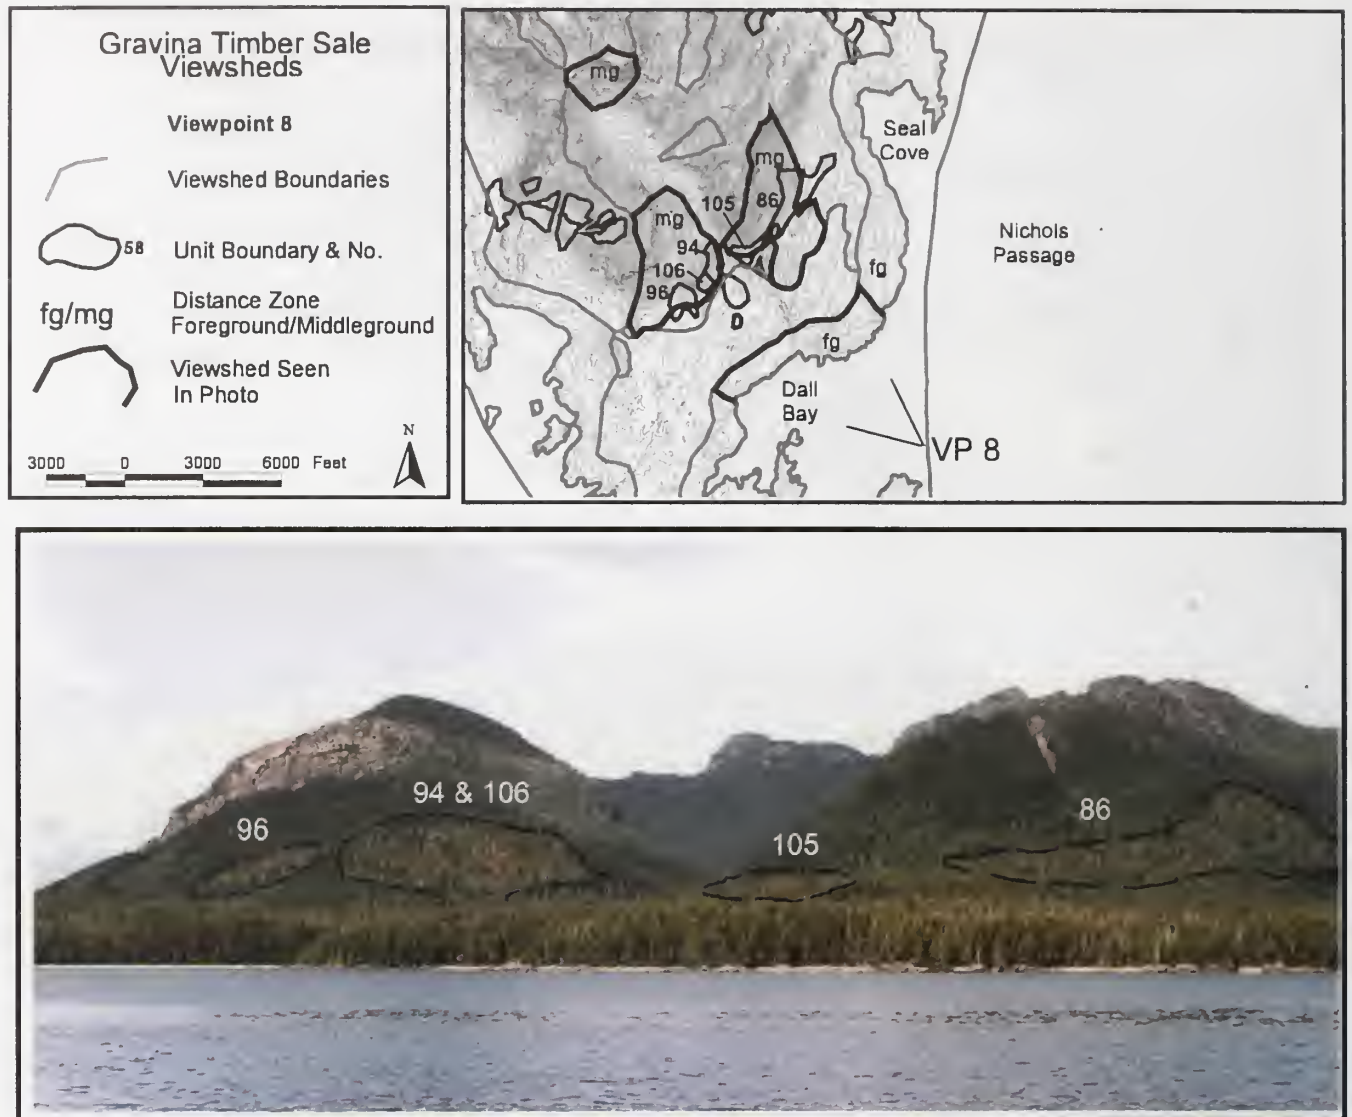 Gravina Timber Sale
Viewsheds
Viewpoint 8
Viewshed Boundaries
58
Unit Boundary & No.
fg/mg
Distance Zone
Foreground/Middleground
Viewshed Seen
In Photo
N
3000 0 3000 6000 Feet
mg
Seal
Cove
mg
105
86
mg
94
106
96
Nichols
Passage
fg
fg
Dall
Bay
VP 8
94 & 106
96
105
86